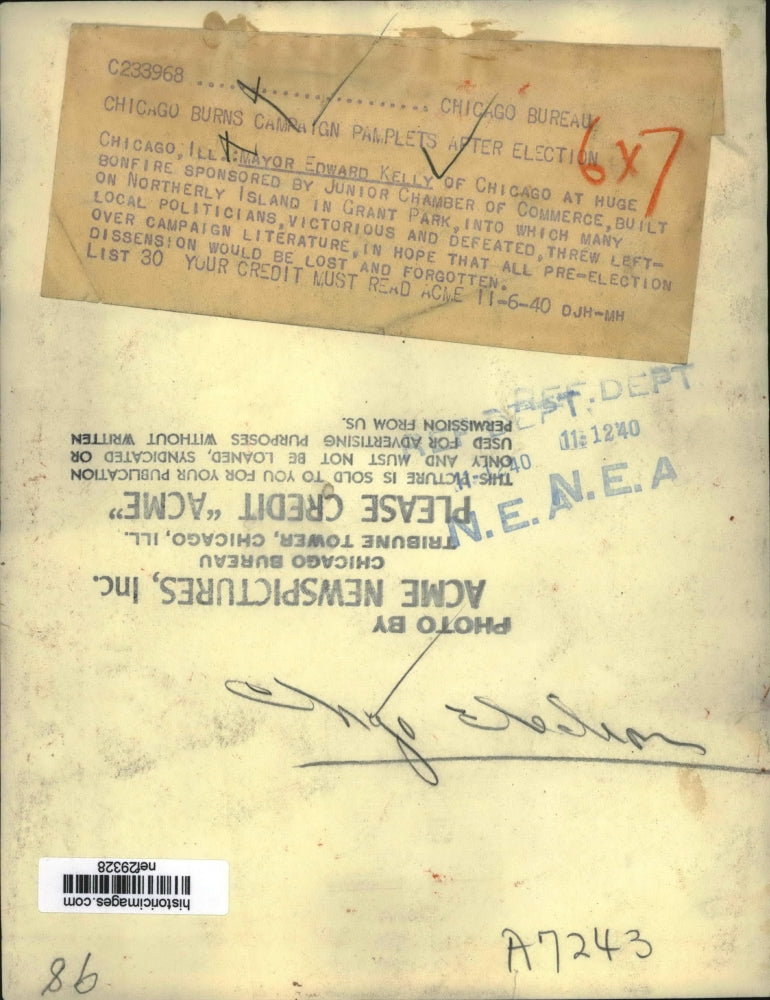 C233968 .......................... CHICAGO BUREAU
CHICAGO BURNS CAMPAIGN PAMPLETS AFTER ELECTION
6x7
CHICAGO, ILL.:MAYOR EDWARD KELLY OF CHICAGO AT HUGE
BONFIRE SPONSORED BY JUNIOR CHAMBER OF COMMERCE, BUILT
ON NORTHERLY ISLAND IN GRANT PARK, INTO WHICH MANY
LOCAL POLITICIANS, VICTORIOUS AND DEFEATED, THREW LEFT-
OVER CAMPAIGN LITERATURE, IN HOPE THAT ALL PRE-ELECTION
DISSENSION WOULD BE LOST AND FORGOTTEN.
LIST 30 YOUR CREDIT MUST READ ACME 11-6-40 DJH-MH
REF. DEPT
DEPT.
11-12'40
40
N.E.A
N.E.A
PHOTO BY
ACME NEWSPICTURES, Inc.
CHICAGO BUREAU
TRIBUNE TOWER, CHICAGO, ILL.
PLEASE CREDIT "ACME"
THIS PICTURE IS SOLD TO YOU FOR YOUR PUBLICATION
ONLY AND MUST NOT BE LOANED, SYNDICATED OR
USED FOR ADVERTISING PURPOSES WITHOUT WRITTEN
PERMISSION FROM US.
Chgo
historicimages.com
nef29328
A7243
86